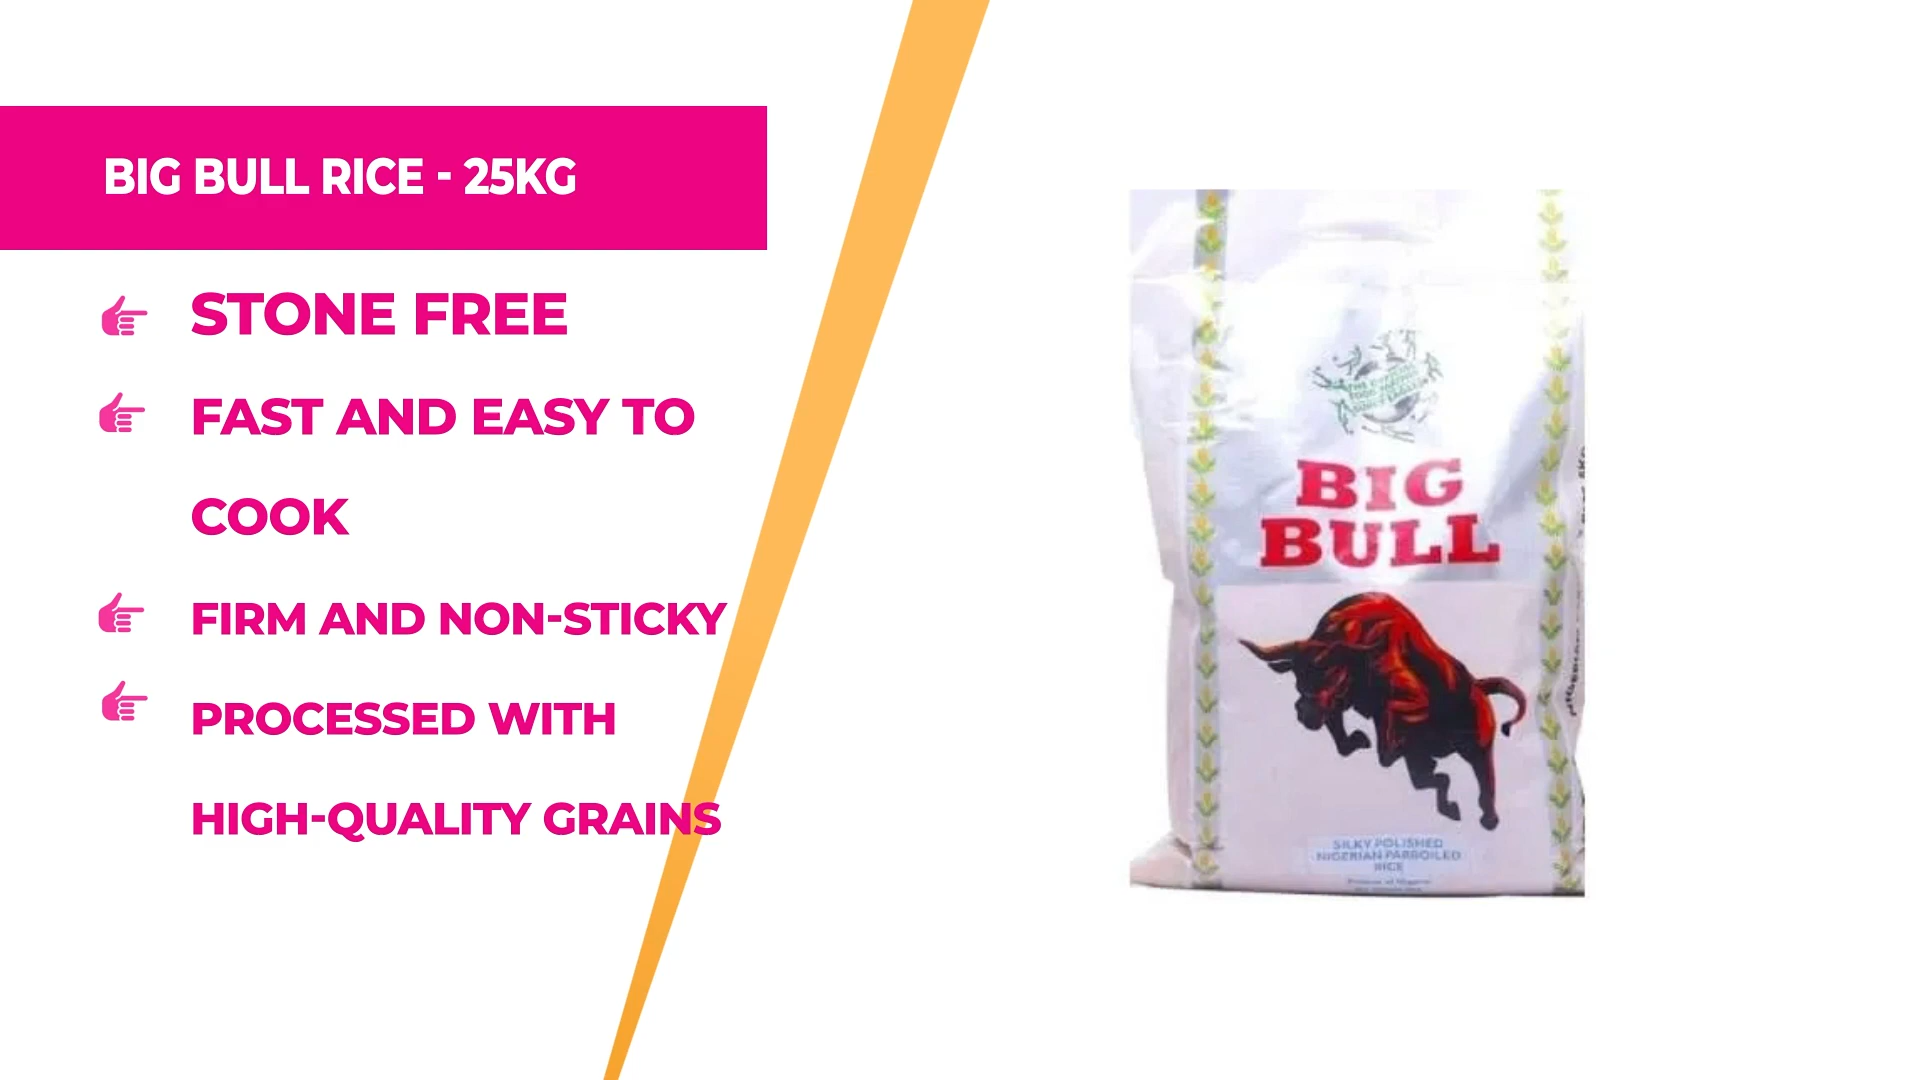 BIG BULL RICE - 25KG
STONE FREE
FAST AND EASY TO
COOK
FIRM AND NON-STICKY
PROCESSED WITH
HIGH-QUALITY GRAINS
BIG
BULL
SILKY POLISHED
NIGERIAN PARBOILED
RICE